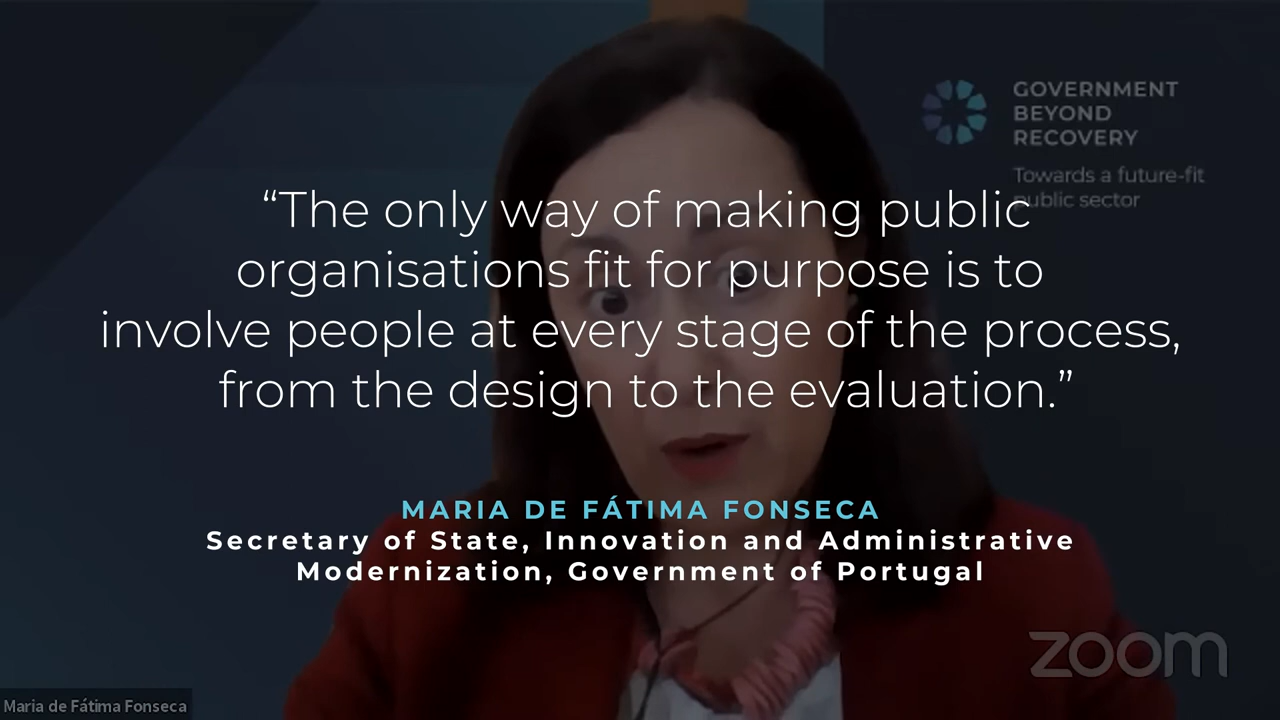 GOVERNMENT
BEYOND
RECOVERY
Towards a future-fit
public sector
“The only way of making public
organisations fit for purpose is to
involve people at every stage of the process,
from the design to the evaluation.”
MARIA DE FÁTIMA FONSECA
Secretary of State, Innovation and Administrative
Modernization, Government of Portugal
zoom
Maria de Fátima Fonseca